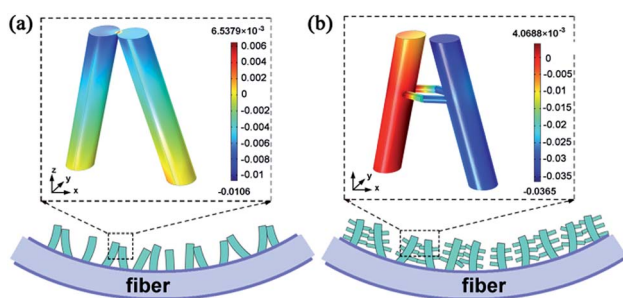 (a)
6.5379×10⁻³
0.006
0.004
0.002
0
-0.002
-0.004
-0.006
-0.008
-0.01
-0.0106
z
y
x
fiber
(b)
4.0688×10⁻³
0
-0.005
-0.01
-0.015
-0.02
-0.025
-0.03
-0.035
-0.0365
z
y
x
fiber